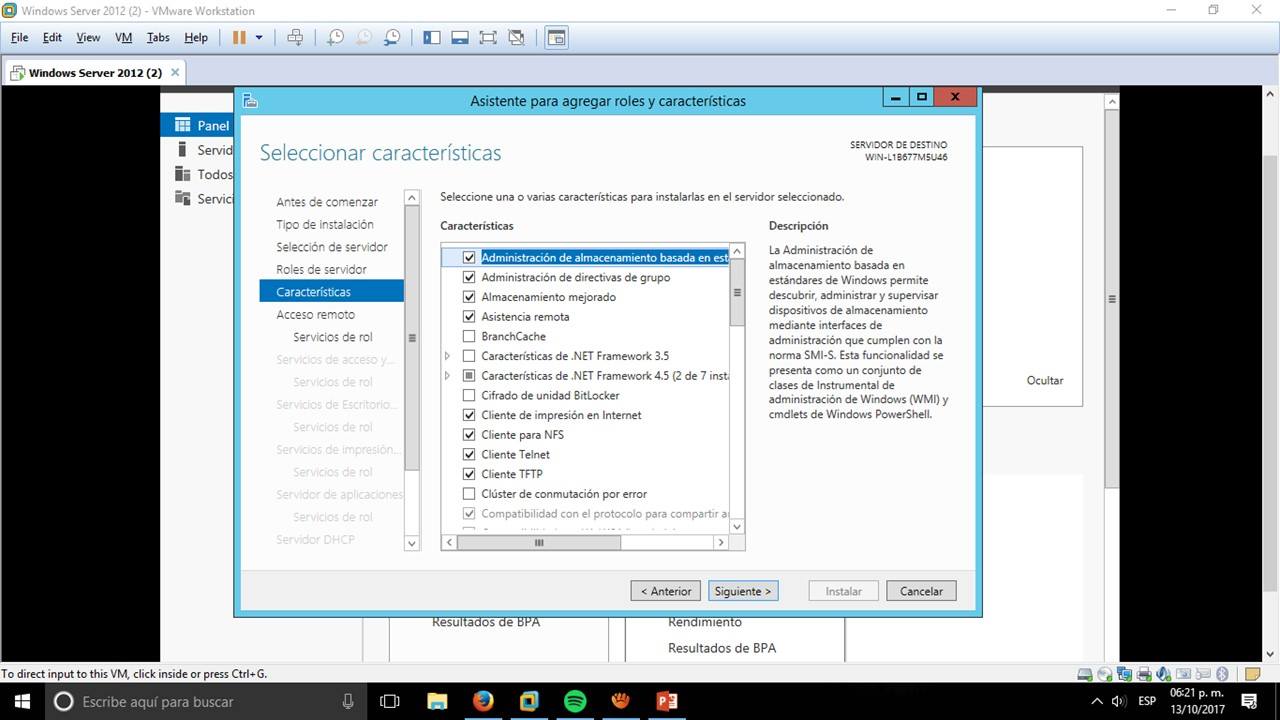 Windows Server 2012 (2) - VMware Workstation
File Edit View VM Tabs Help
Windows Server 2012 (2)
Asistente para agregar roles y características
Panel
Servid
Todos
Servici
Seleccionar características
SERVIDOR DE DESTINO
WIN-L1B677M5U46
Antes de comenzar
Tipo de instalación
Selección de servidor
Roles de servidor
Características
Acceso remoto
Servicios de rol
Servicios de acceso y...
Servicios de rol
Servicios de Escritorio...
Servicios de rol
Servicios de impresión...
Servicios de rol
Servidor de aplicaciones
Servicios de rol
Servidor DHCP
Seleccione una o varias características para instalarlas en el servidor seleccionado.
Características
Administración de almacenamiento basada en est
Administración de directivas de grupo
Almacenamiento mejorado
Asistencia remota
BranchCache
Características de .NET Framework 3.5
Características de .NET Framework 4.5 (2 de 7 inst
Cifrado de unidad BitLocker
Cliente de impresión en Internet
Cliente para NFS
Cliente Telnet
Cliente TFTP
Clúster de conmutación por error
Compatibilidad con el protocolo para compartir a
Descripción
La Administración de
almacenamiento basada en
estándares de Windows permite
descubrir, administrar y supervisar
dispositivos de almacenamiento
mediante interfaces de
administración que cumplen con la
norma SMI-S. Esta funcionalidad se
presenta como un conjunto de
clases de Instrumental de
administración de Windows (WMI) y
cmdlets de Windows PowerShell.
Ocultar
< Anterior
Siguiente >
Instalar
Cancelar
Resultados de BPA
Rendimiento
Resultados de BPA
To direct input to this VM, click inside or press Ctrl+G.
Escribe aquí para buscar
ESP
06:21 p. m.
13/10/2017